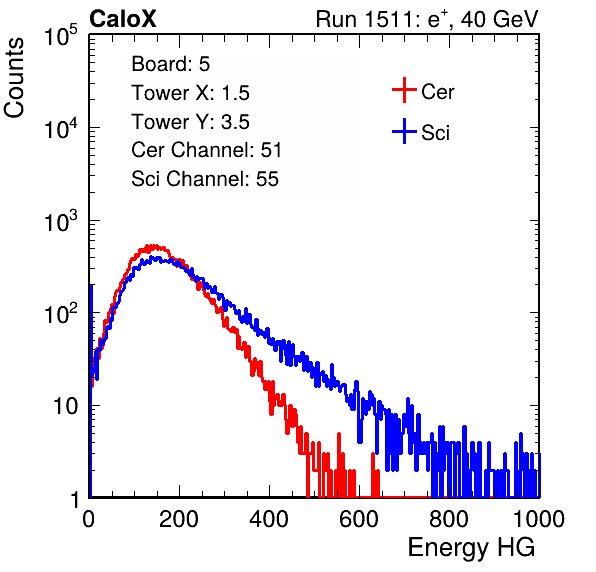 CaloX Run 1511: e⁺, 40 GeV
Counts
Board: 5
Tower X: 1.5
Tower Y: 3.5
Cer Channel: 51
Sci Channel: 55
Cer
Sci
10⁵
10⁴
10³
10²
10
1
0 200 400 600 800 1000
Energy HG